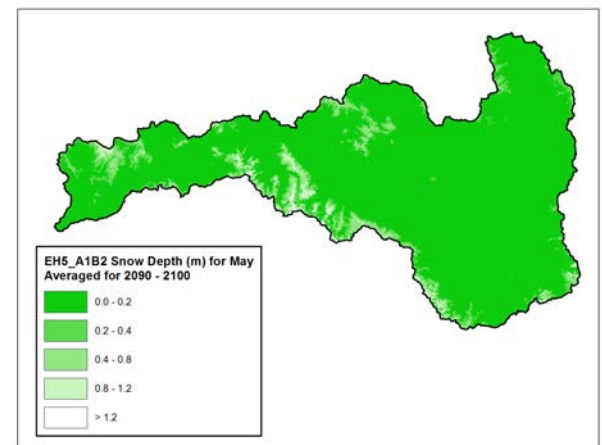 EH5_A1B2 Snow Depth (m) for May
Averaged for 2090 - 2100
0.0 - 0.2
0.2 - 0.4
0.4 - 0.8
0.8 - 1.2
> 1.2